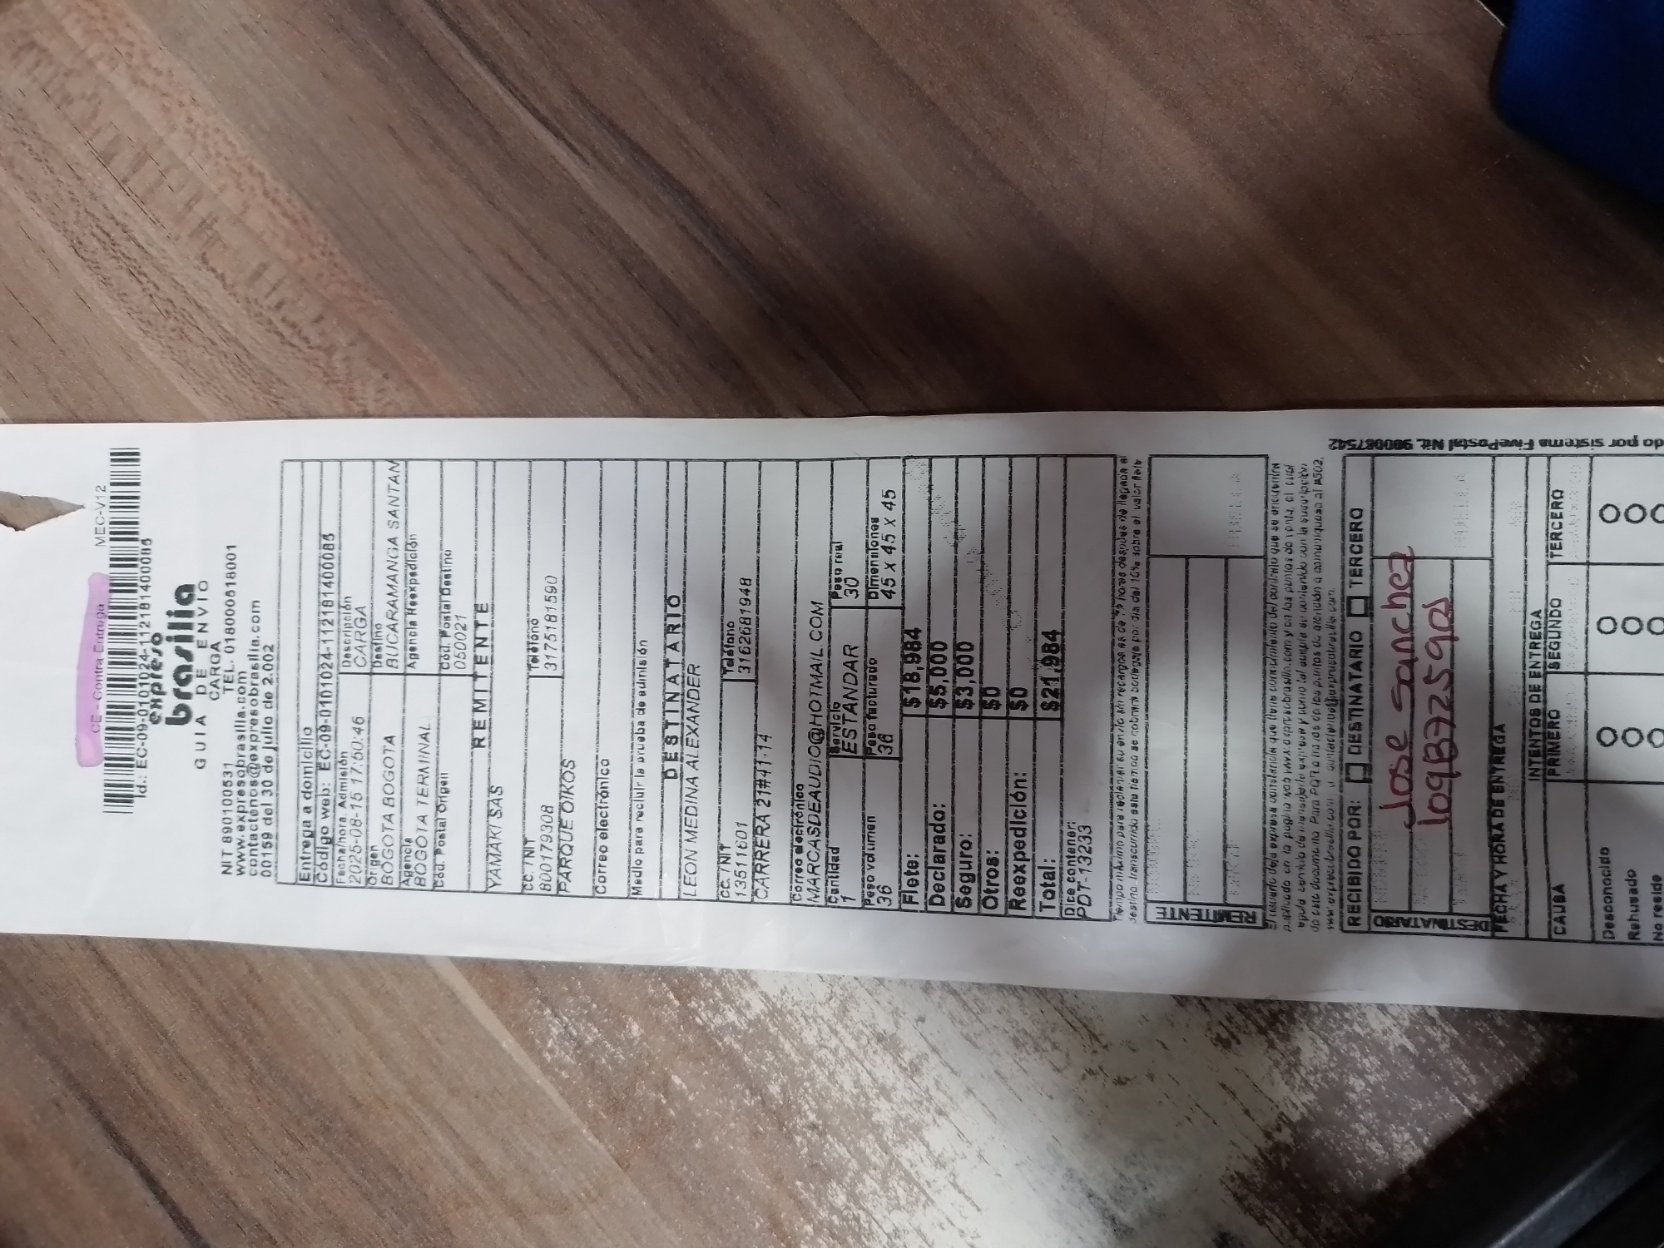 CE - Contra Entrega MEC-V12
Id.: EC-09-0101024-112181400085
expreso
brasilia
GUIA DE ENVIO
CARGA
NIT 890100531 TEL. 018000518001
www.expresobrasilia.com
contactenos@expresobrasilia.com
00159 del 30 de julio de 2.002
Entrega a domicilio
Código web: EC-09-0101024-112181400085
Fecha/hora. Admisión Descripción
2025-08-15 17:50:46 CARGA
Origen Destino
BOGOTA BOGOTA BUCARAMANGA SANTAN
Agencia Agencia Reexpedición
BOGOTA TERMINAL
Cód. Postal Origen Cód. Postal Destino
050021
REMITENTE
YAMAKI SAS
CC. / NIT Teléfono
800179308 3175181590
PARQUE OIKOS
Correo electrónico
Medio para recibir la prueba de admisión
DESTINATARIO
LEON MEDINA ALEXANDER
CC. / NIT Teléfono
13511601 3162681948
CARRERA 21#41-14
Correo electrónico
MARCASDEAUDIO@HOTMAIL.COM
Cantidad Servicio Peso real
1 ESTANDAR 30
Peso volumen Peso facturado Dimensiones
36 36 45 x 45 x 45
Flete: $18,984
Declarado: $5,000
Seguro: $3,000
Otros: $0
Reexpedición: $0
Total: $21,984
Dice contener:
PDT-13233
REMITENTE
RECIBIDO POR: DESTINATARIO TERCERO
DESTINATARIO
Jose Sanchez
1098725909
FECHA Y HORA DE ENTREGA
INTENTOS DE ENTREGA
CAUSA PRIMERO SEGUNDO TERCERO
Desconocido
Rehusado
No reside
do por sistema FivePostal Nit. 900087542